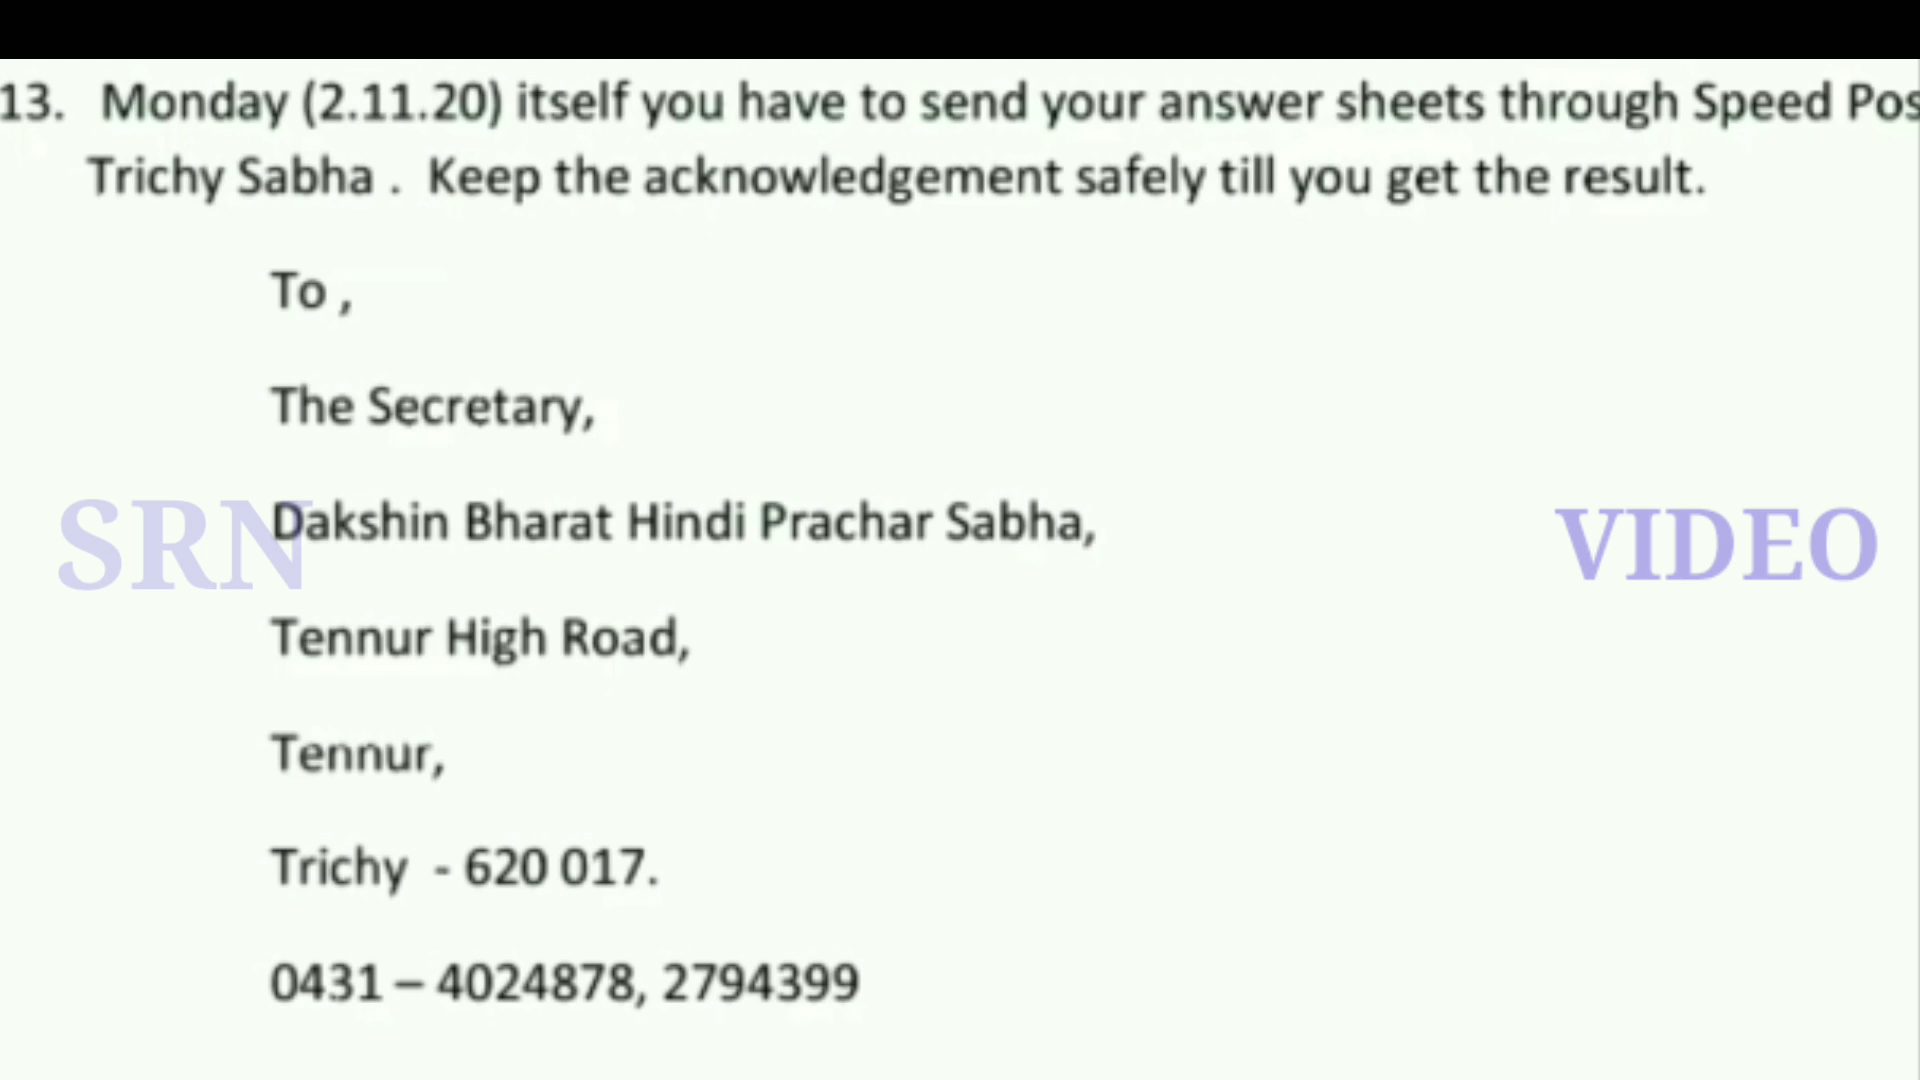 13. Monday (2.11.20) itself you have to send your answer sheets through Speed Pos
Trichy Sabha . Keep the acknowledgement safely till you get the result.
To ,
The Secretary,
Dakshin Bharat Hindi Prachar Sabha,
SRN
VIDEO
Tennur High Road,
Tennur,
Trichy - 620 017.
0431 – 4024878, 2794399